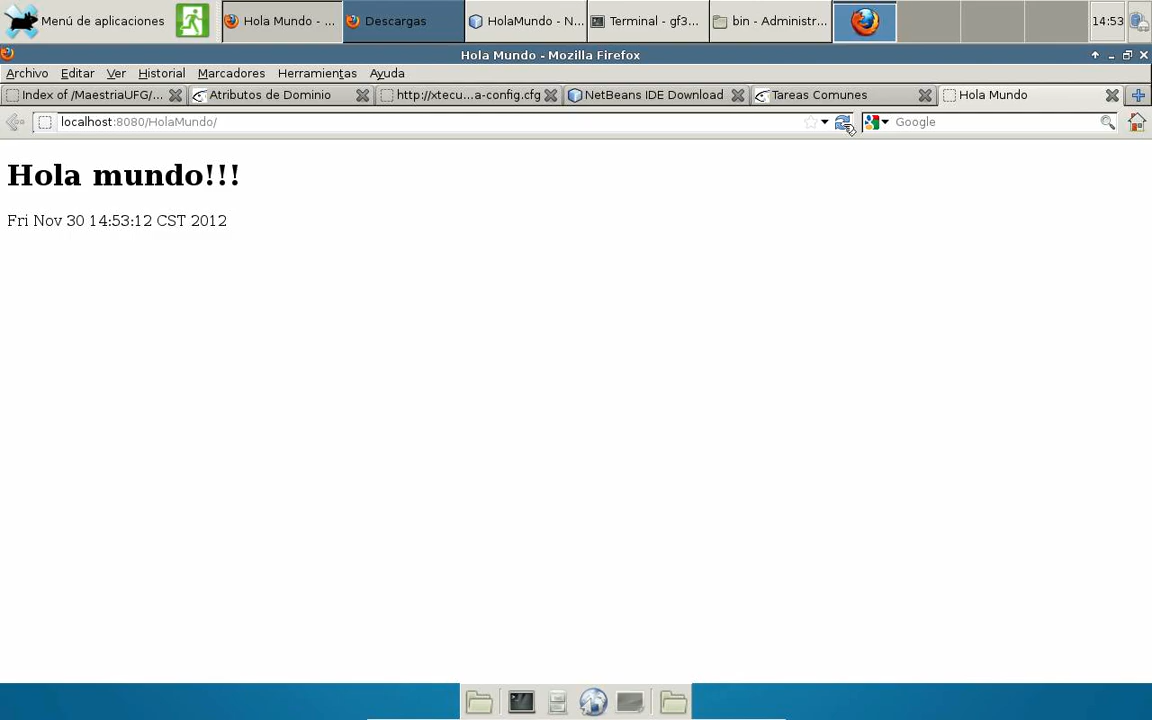 Menú de aplicaciones
Hola Mundo - ...
Descargas
HolaMundo - N...
Terminal - gf3...
bin - Administr...
14:53
Hola Mundo - Mozilla Firefox
Archivo Editar Ver Historial Marcadores Herramientas Ayuda
Index of /MaestriaUFG/...
Atributos de Dominio
http://xtecu...a-config.cfg
NetBeans IDE Download
Tareas Comunes
Hola Mundo
localhost:8080/HolaMundo/
Google
Hola mundo!!!
Fri Nov 30 14:53:12 CST 2012